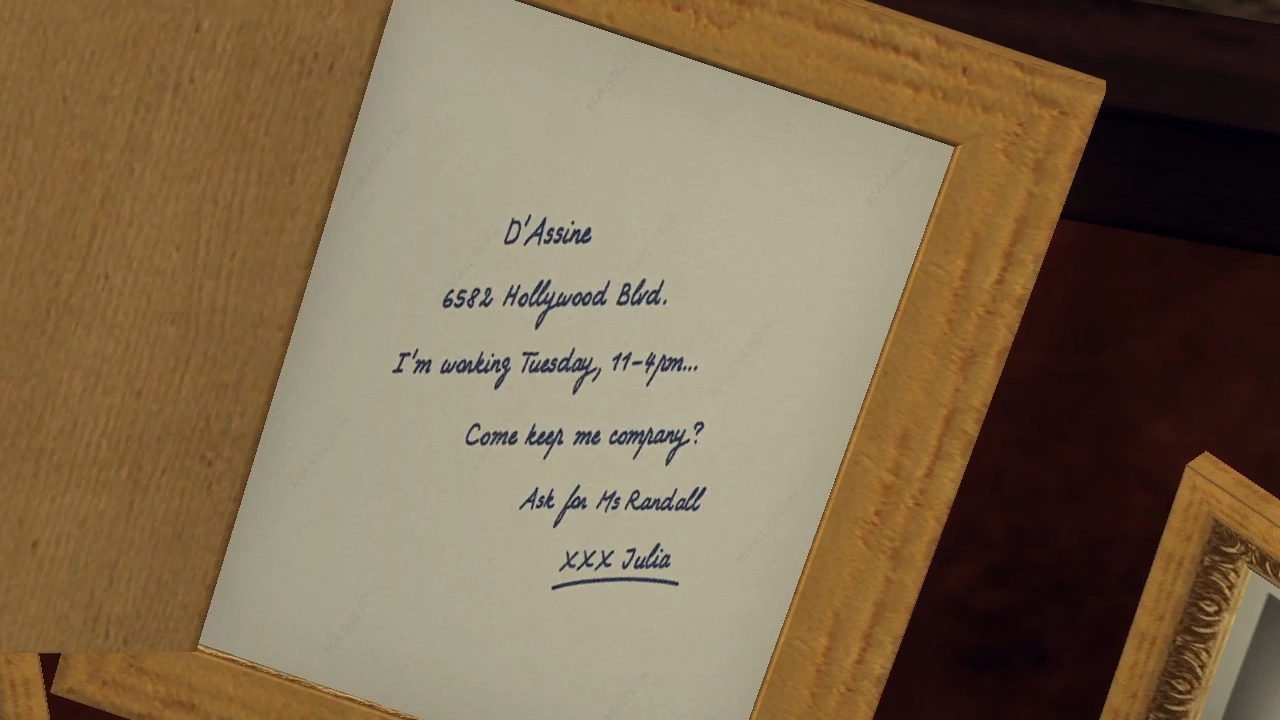 D'Assine
6582 Hollywood Blvd.
I'm working Tuesday, 11-4pm...
Come keep me company?
Ask for Ms Randall
XXX Julia